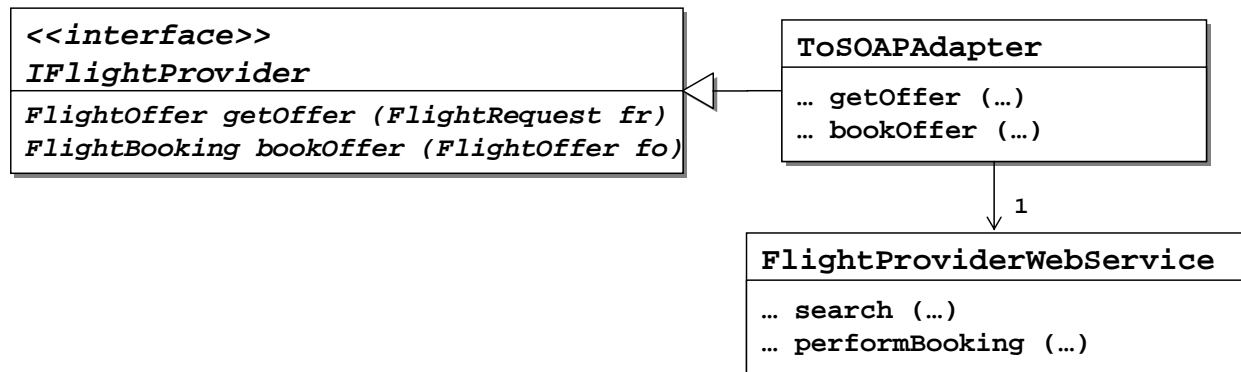 <<interface>>
IFlightProvider
FlightOffer getOffer (FlightRequest fr)
FlightBooking bookOffer (FlightOffer fo)
ToSOAPAdapter
… getOffer (…)
… bookOffer (…)
1
FlightProviderWebService
… search (…)
… performBooking (…)